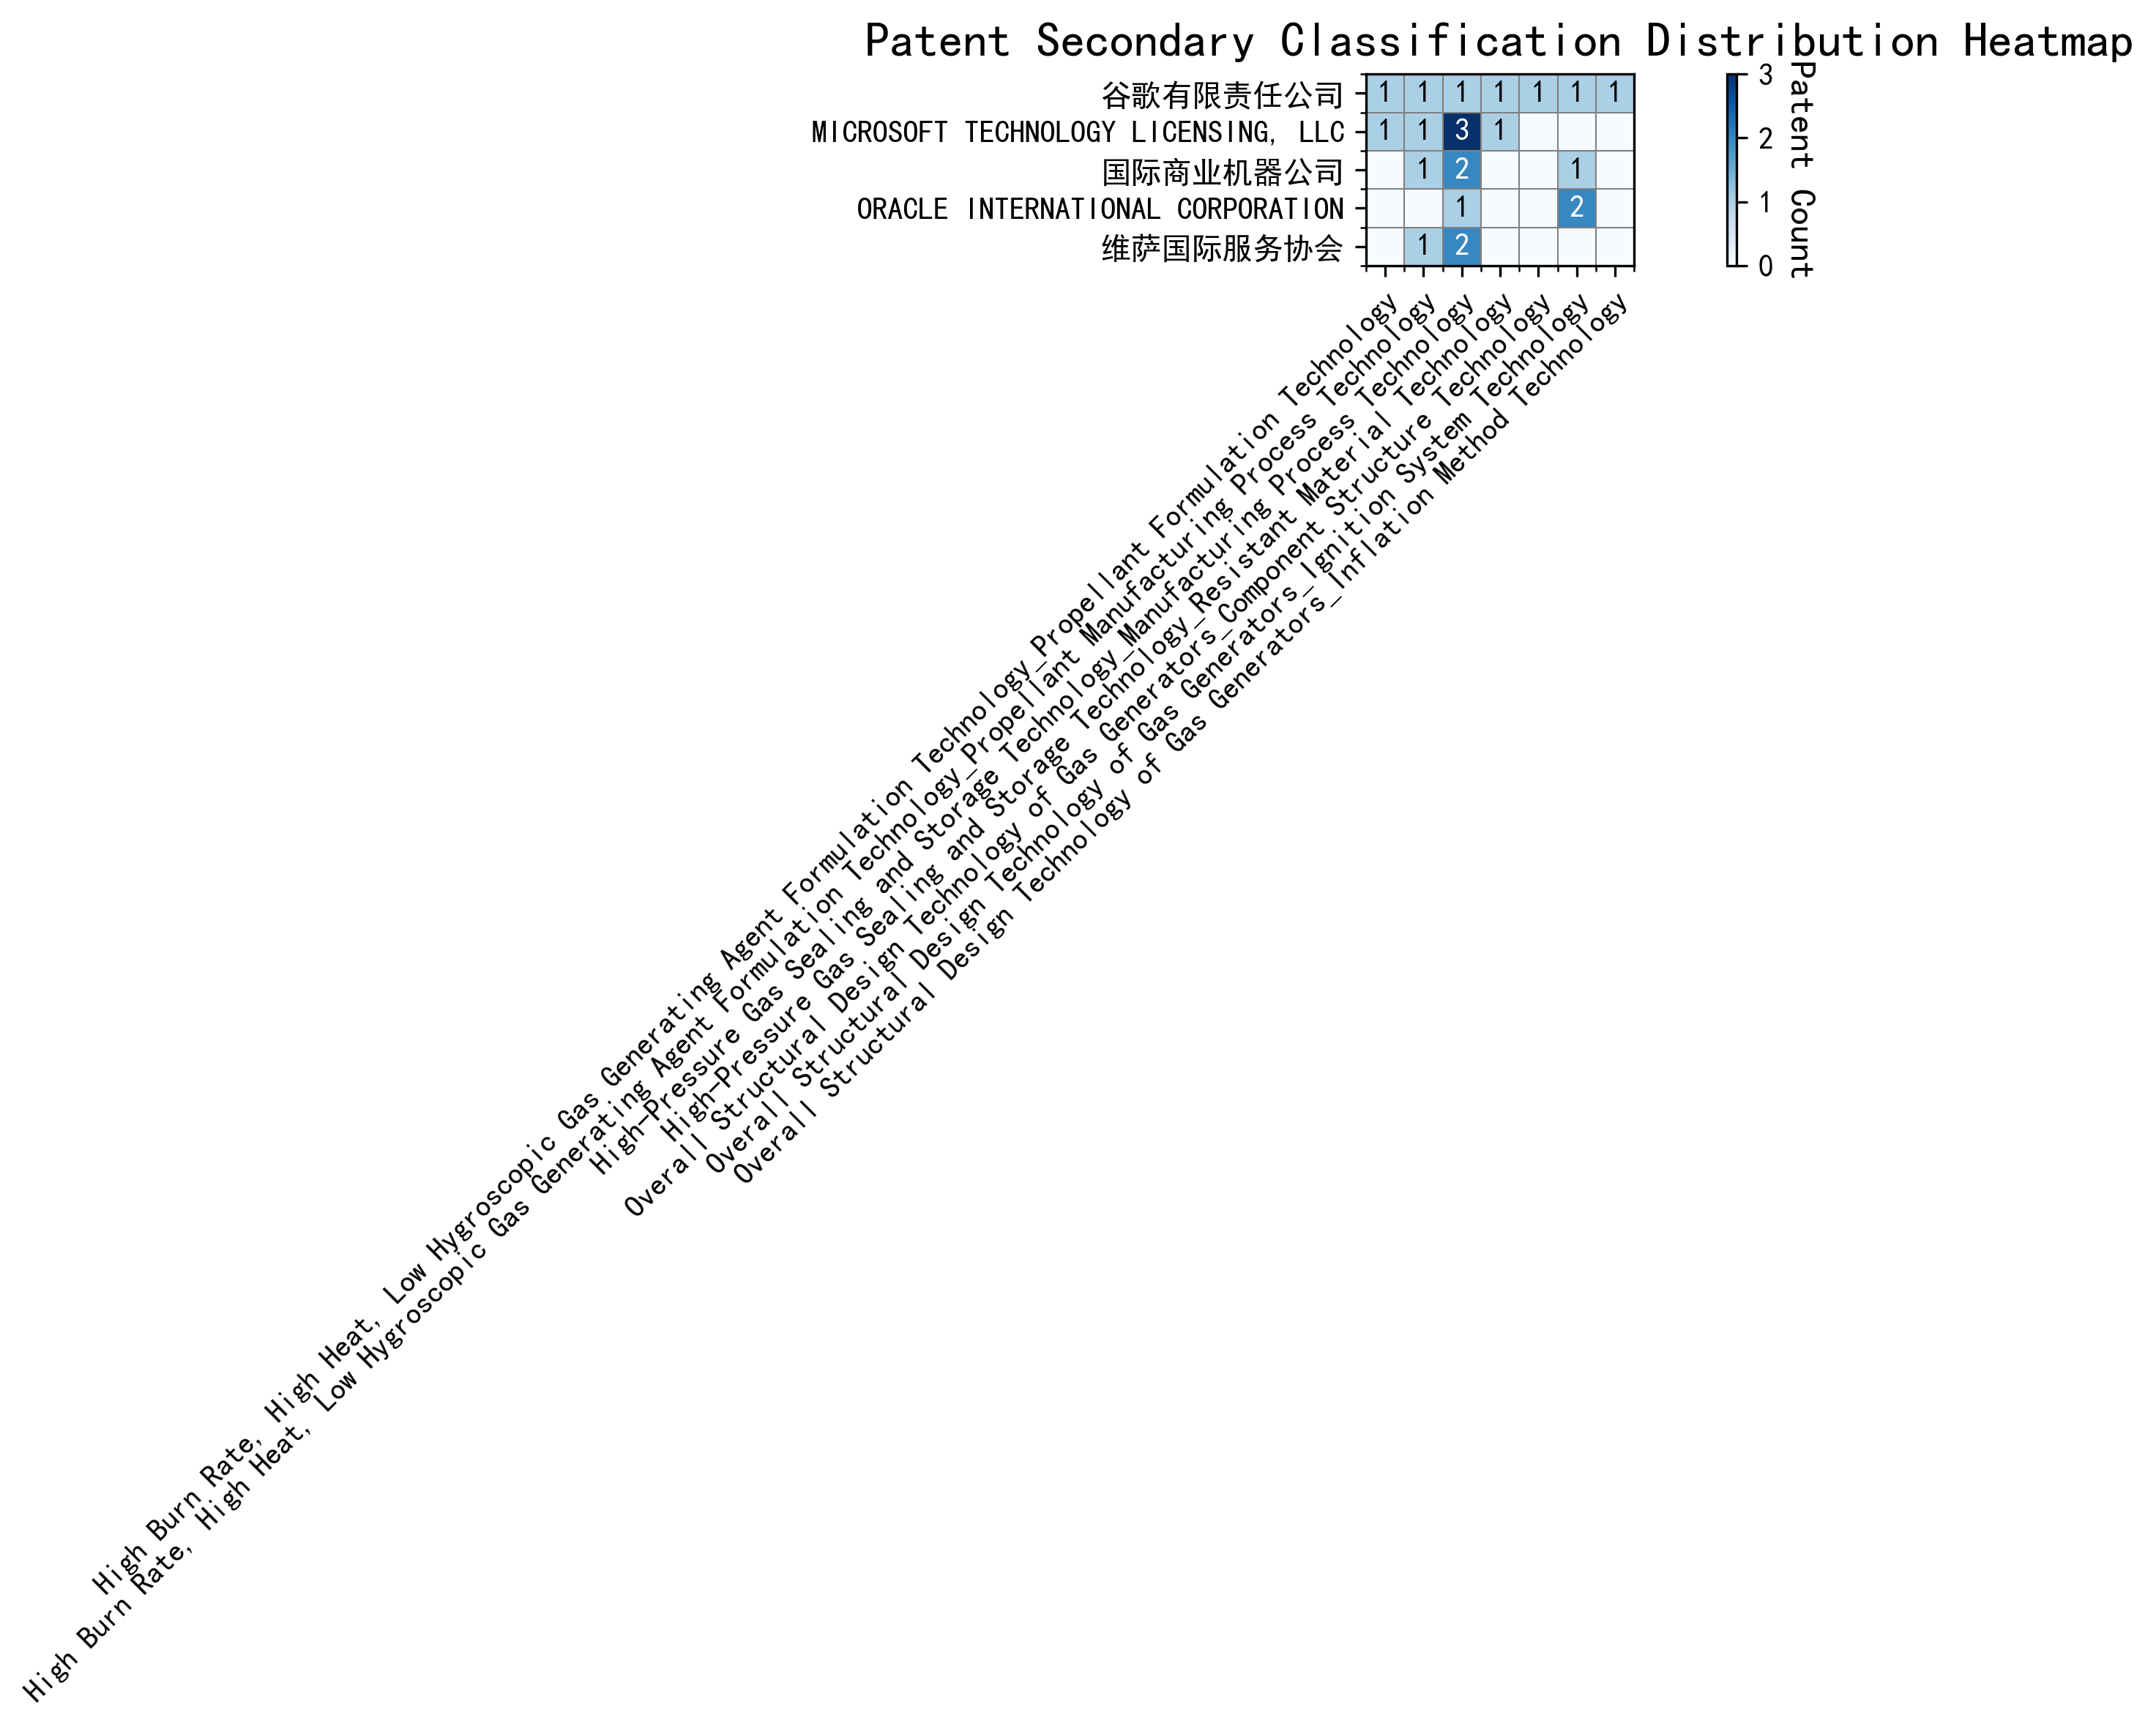 Patent Secondary Classification Distribution Heatmap
谷歌有限责任公司 1 1 1 1 1 1 1
MICROSOFT TECHNOLOGY LICENSING, LLC 1 1 3 1
国际商业机器公司 1 2 1
ORACLE INTERNATIONAL CORPORATION 1 2
维萨国际服务协会 1 2
High Burn Rate, High Heat, Low Hygroscopic Gas Generating Agent Formulation Technology_Propellant Formulation Technology
High Burn Rate, High Heat, Low Hygroscopic Gas Generating Agent Formulation Technology_Propellant Manufacturing Process Technology
High-Pressure Gas Sealing and Storage Technology_Manufacturing Process Technology
High-Pressure Gas Sealing and Storage Technology_Resistant Material Technology
Overall Structural Design Technology of Gas Generators_Component Structure Technology
Overall Structural Design Technology of Gas Generators_Ignition System Technology
Overall Structural Design Technology of Gas Generators_Inflation Method Technology
3
2
1
0
Patent Count